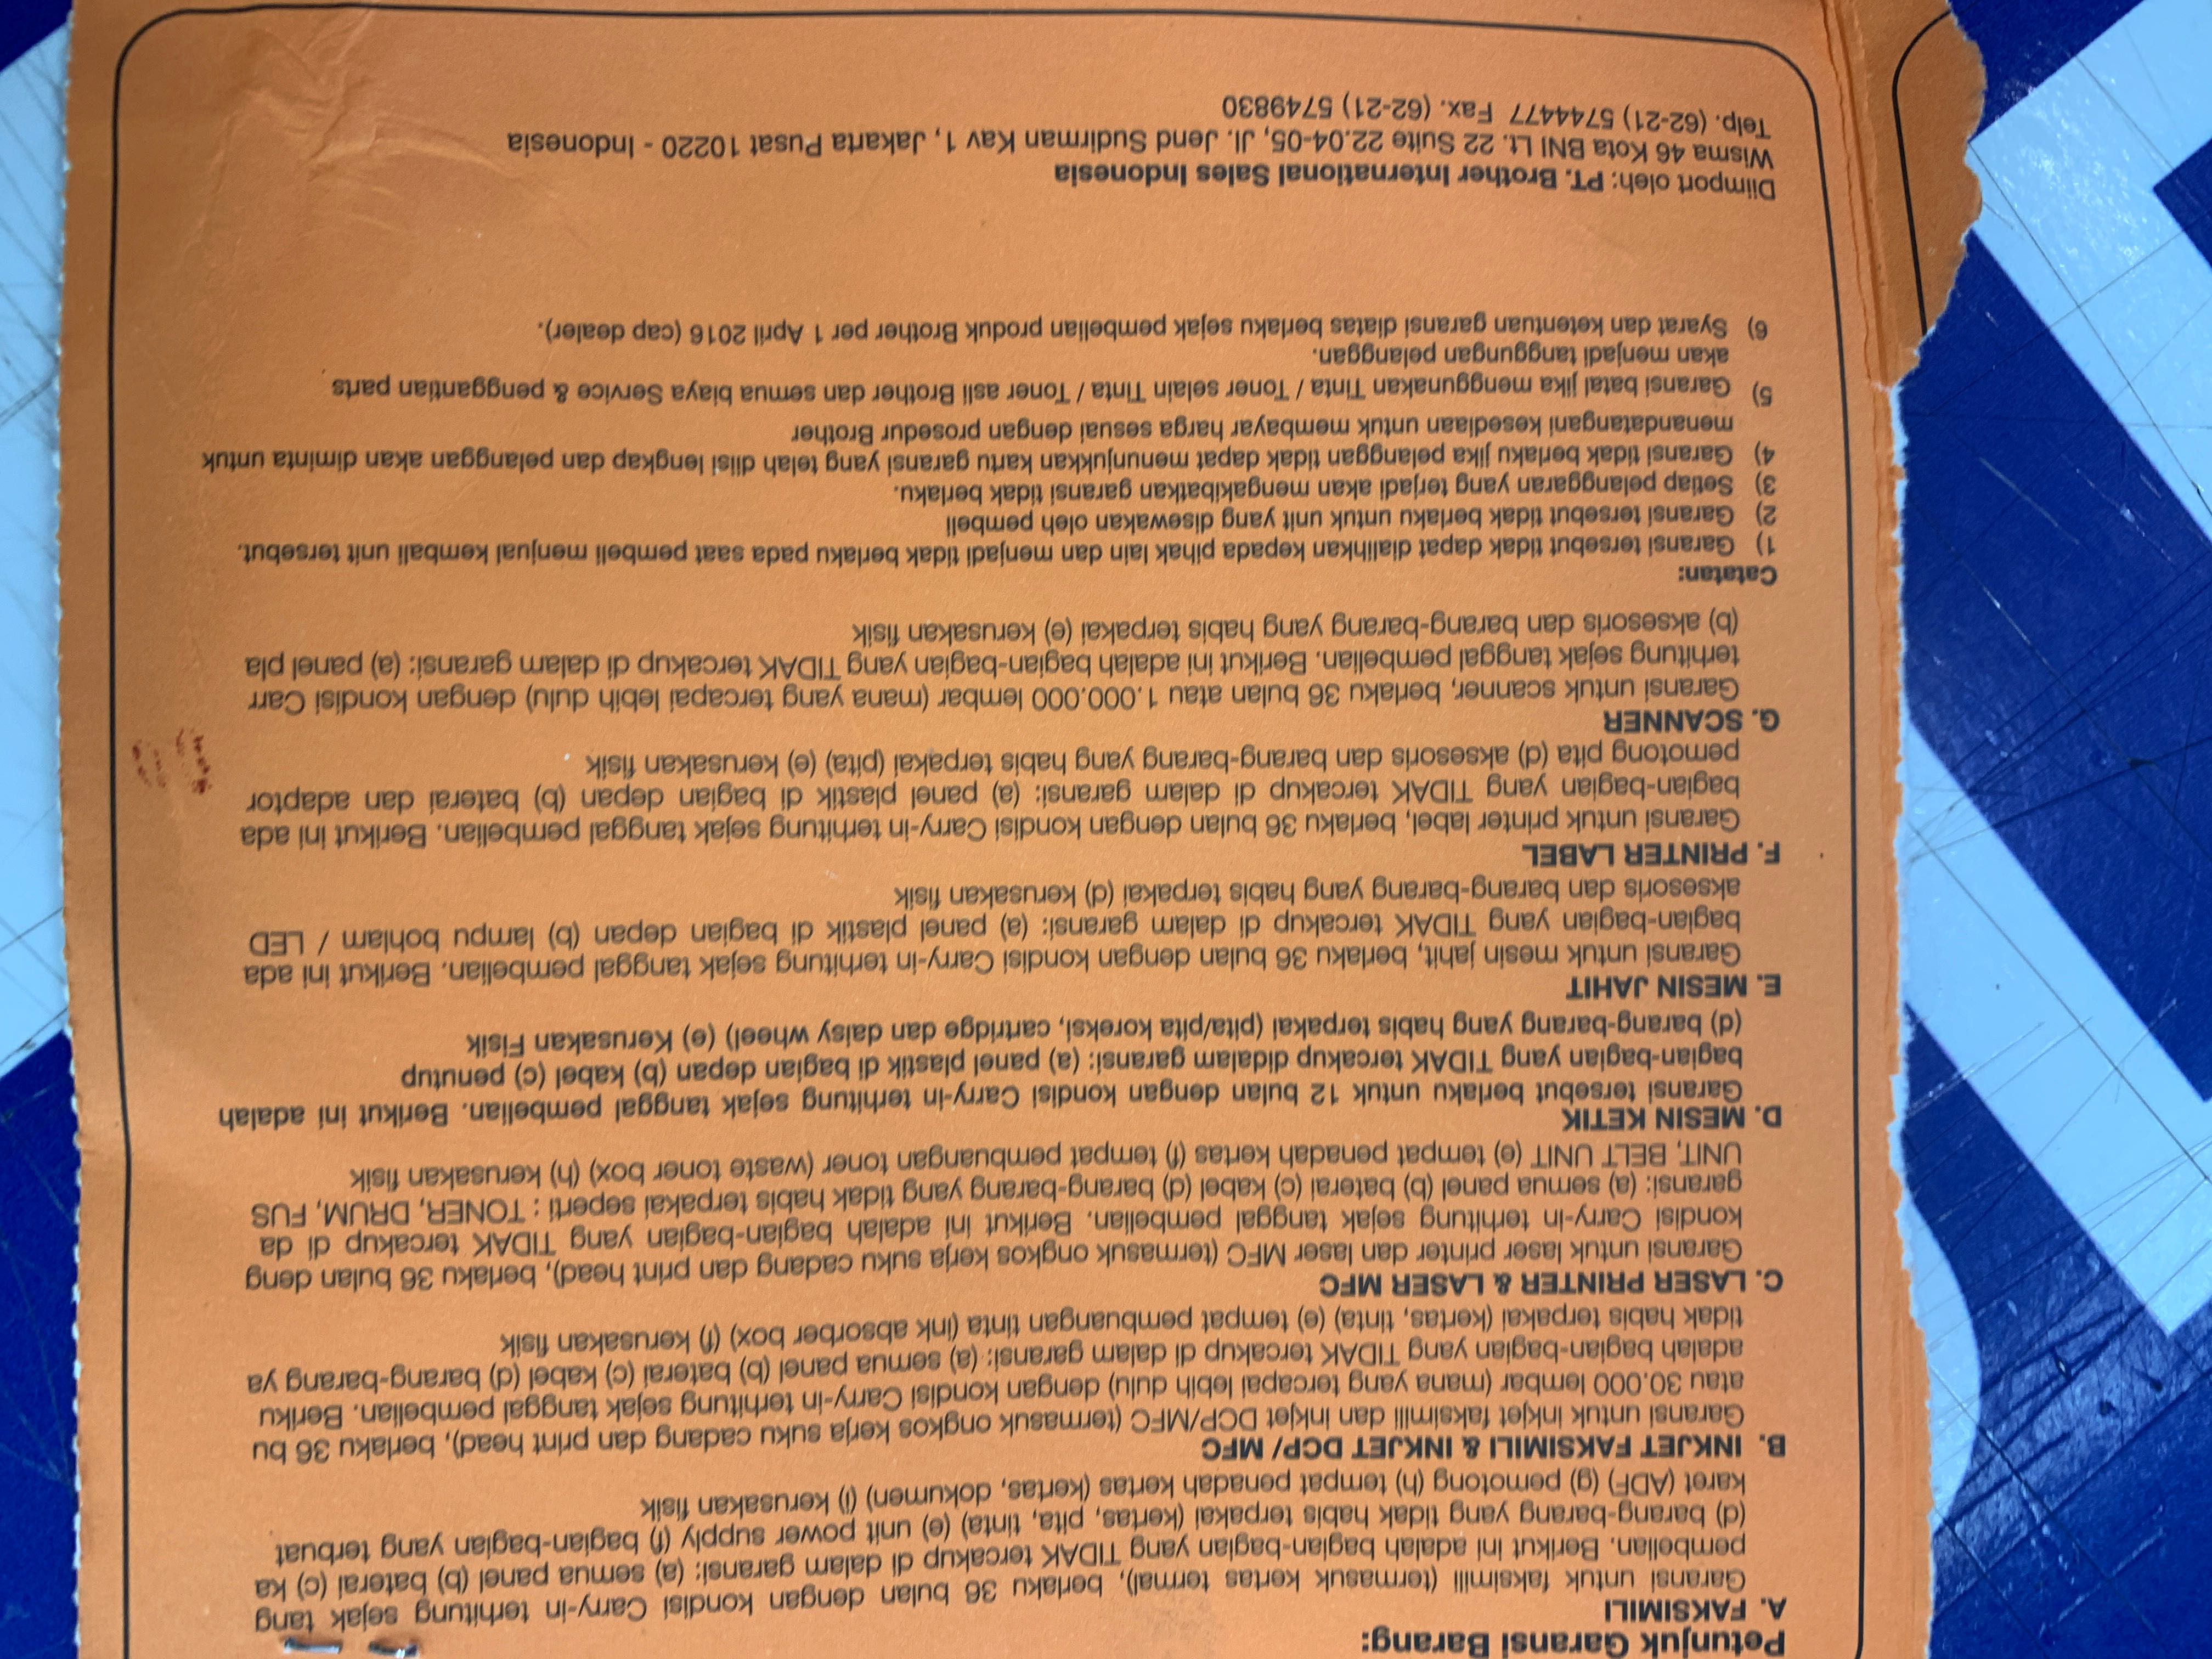 Petunjuk Garansi Barang:
A. FAKSIMILI
Garansi untuk faksimili (termasuk kertas termal), berlaku 36 bulan dengan kondisi Carry-in terhitung sejak tang
pembelian. Berikut ini adalah bagian-bagian yang TIDAK tercakup di dalam garansi: (a) semua panel (b) baterai (c) ka
(d) barang-barang yang tidak habis terpakai (kertas, pita, tinta) (e) unit power supply (f) bagian-bagian yang terbuat
karet (ADF) (g) pemotong (h) tempat penadah kertas (kertas, dokumen) (i) kerusakan fisik
B. INKJET FAKSIMILI & INKJET DCP/ MFC
Garansi untuk inkjet faksimili dan inkjet DCP/MFC (termasuk ongkos kerja suku cadang dan print head), berlaku 36 bu
atau 30.000 lembar (mana yang tercapai lebih dulu) dengan kondisi Carry-in terhitung sejak tanggal pembelian. Beriku
adalah bagian-bagian yang TIDAK tercakup di dalam garansi: (a) semua panel (b) baterai (c) kabel (d) barang-barang ya
tidak habis terpakai (kertas, tinta) (e) tempat pembuangan tinta (ink absorber box) (f) kerusakan fisik
C. LASER PRINTER & LASER MFC
Garansi untuk laser printer dan laser MFC (termasuk ongkos kerja suku cadang dan print head), berlaku 36 bulan deng
kondisi Carry-in terhitung sejak tanggal pembelian. Berikut ini adalah bagian-bagian yang TIDAK tercakup di da
garansi: (a) semua panel (b) baterai (c) kabel (d) barang-barang yang tidak habis terpakai seperti : TONER, DRUM, FUS
UNIT, BELT UNIT (e) tempat penadah kertas (f) tempat pembuangan toner (waste toner box) (h) kerusakan fisik
D. MESIN KETIK
Garansi tersebut berlaku untuk 12 bulan dengan kondisi Carry-in terhitung sejak tanggal pembelian. Berikut ini adalah
bagian-bagian yang TIDAK tercakup didalam garansi: (a) panel plastik di bagian depan (b) kabel (c) penutup
(d) barang-barang yang habis terpakai (pita/pita koreksi, cartridge dan daisy wheel) (e) Kerusakan Fisik
E. MESIN JAHIT
Garansi untuk mesin jahit, berlaku 36 bulan dengan kondisi Carry-in terhitung sejak tanggal pembelian. Berikut ini ada
bagian-bagian yang TIDAK tercakup di dalam garansi: (a) panel plastik di bagian depan (b) lampu bohlam / LED
aksesoris dan barang-barang yang habis terpakai (d) kerusakan fisik
F. PRINTER LABEL
Garansi untuk printer label, berlaku 36 bulan dengan kondisi Carry-in terhitung sejak tanggal pembelian. Berikut ini ada
bagian-bagian yang TIDAK tercakup di dalam garansi: (a) panel plastik di bagian depan (b) baterai dan adaptor
pemotong pita (d) aksesoris dan barang-barang yang habis terpakai (pita) (e) kerusakan fisik
G. SCANNER
Garansi untuk scanner, berlaku 36 bulan atau 1.000.000 lembar (mana yang tercapai lebih dulu) dengan kondisi Carr
terhitung sejak tanggal pembelian. Berikut ini adalah bagian-bagian yang TIDAK tercakup di dalam garansi: (a) panel pla
(b) aksesoris dan barang-barang yang habis terpakai (e) kerusakan fisik
Catatan:
1) Garansi tersebut tidak dapat dialihkan kepada pihak lain dan menjadi tidak berlaku pada saat pembeli menjual kembali unit tersebut.
2) Garansi tersebut tidak berlaku untuk unit yang disewakan oleh pembeli
3) Setiap pelanggaran yang terjadi akan mengakibatkan garansi tidak berlaku.
4) Garansi tidak berlaku jika pelanggan tidak dapat menunjukkan kartu garansi yang telah diisi lengkap dan pelanggan akan diminta untuk
menandatangani kesediaan untuk membayar harga sesuai dengan prosedur Brother
5) Garansi batal jika menggunakan Tinta / Toner selain Tinta / Toner asli Brother dan semua biaya Service & penggantian parts
akan menjadi tanggungan pelanggan.
6) Syarat dan ketentuan garansi diatas berlaku sejak pembelian produk Brother per 1 April 2016 (cap dealer).
Diimport oleh: PT. Brother International Sales Indonesia
Wisma 46 Kota BNI Lt. 22 Suite 22.04-05, Jl. Jend Sudirman Kav 1, Jakarta Pusat 10220 - Indonesia
Telp. (62-21) 5744477 Fax. (62-21) 5749830